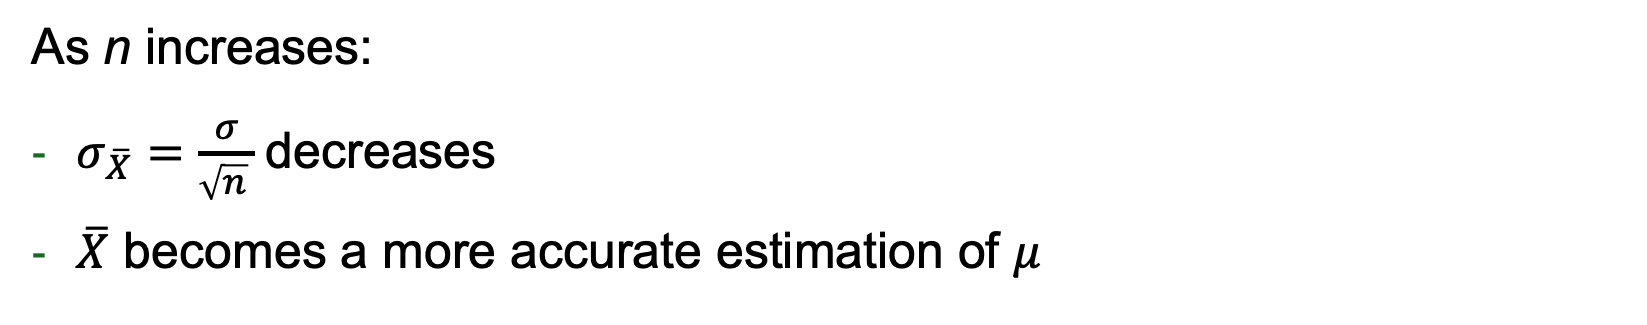 As n increases:
- σ_X̄ = σ/√n decreases
- X̄ becomes a more accurate estimation of μ